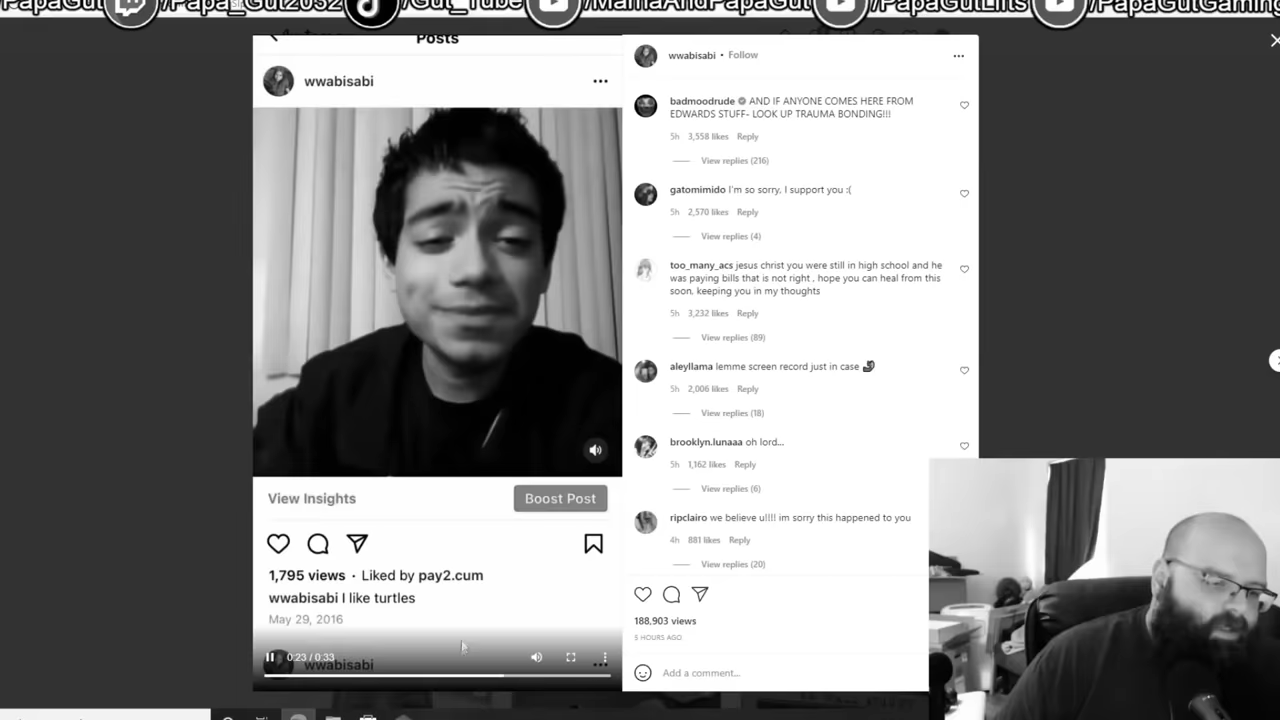 /PapaGut /Papa_Gut2032 /Gut_Tube /MamaAndPapaGut /PapaGutLifts /PapaGutGaming
Posts
wwabisabi
View Insights
Boost Post
1,795 views • Liked by pay2.cum
wwabisabi I like turtles
May 29, 2016
0:23 / 0:33
wwabisabi
wwabisabi • Follow
badmoodrude AND IF ANYONE COMES HERE FROM
EDWARDS STUFF- LOOK UP TRAUMA BONDING!!!
5h 3,558 likes Reply
View replies (216)
gatomimido I'm so sorry, I support you :(
5h 2,570 likes Reply
View replies (4)
too_many_acs jesus christ you were still in high school and he
was paying bills that is not right , hope you can heal from this
soon. keeping you in my thoughts
5h 3,232 likes Reply
View replies (89)
aleyllama lemme screen record just in case
5h 2,006 likes Reply
View replies (18)
brooklyn.lunaaa oh lord...
5h 1,162 likes Reply
View replies (6)
ripclairo we believe u!!!! im sorry this happened to you
4h 881 likes Reply
View replies (20)
188,903 views
5 HOURS AGO
Add a comment...